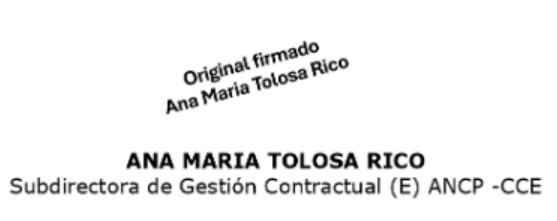 Original firmado
Ana Maria Tolosa Rico
ANA MARIA TOLOSA RICO
Subdirectora de Gestión Contractual (E) ANCP -CCE